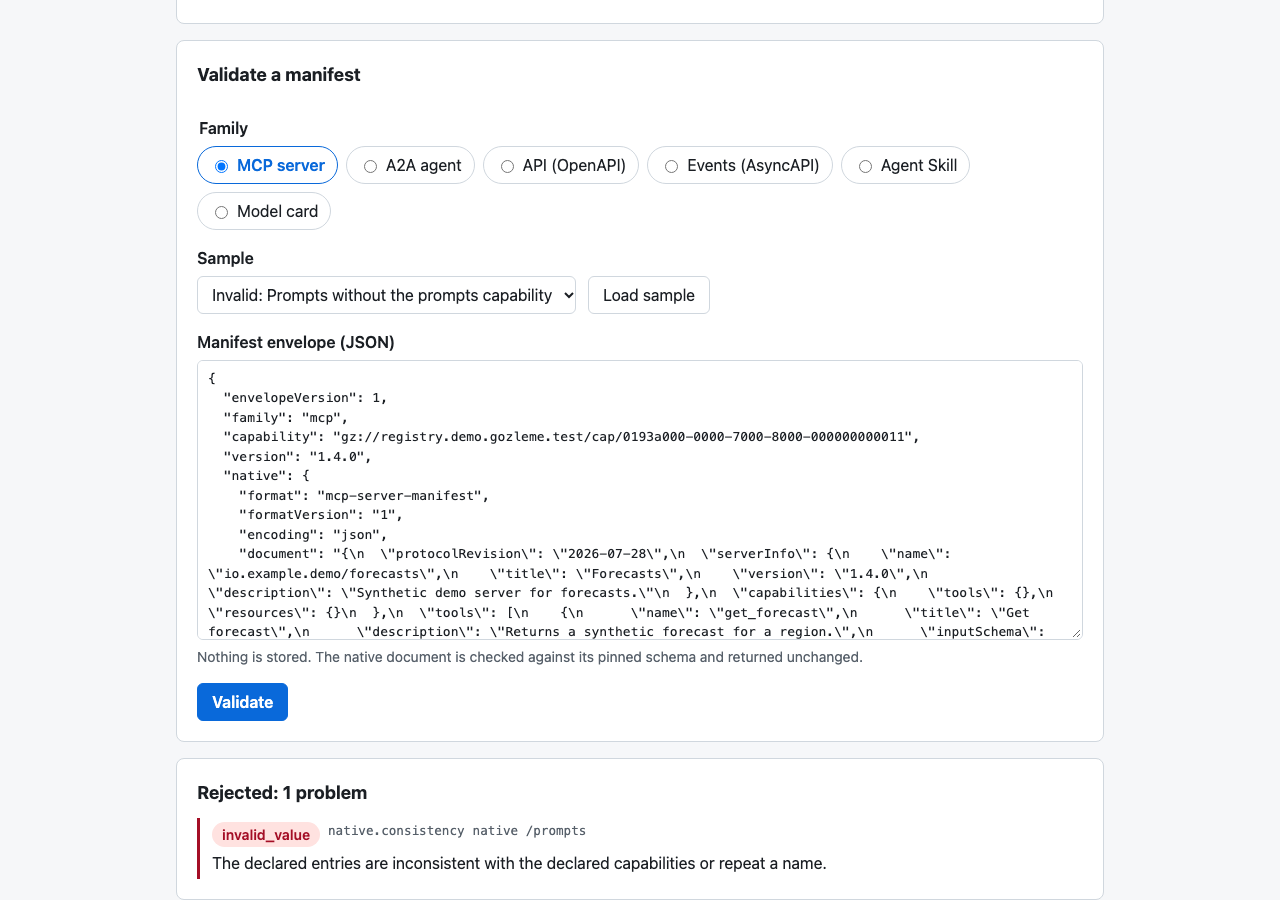 Validate a manifest
Family
MCP server
A2A agent
API (OpenAPI)
Events (AsyncAPI)
Agent Skill
Model card
Sample
Invalid: Prompts without the prompts capability
Load sample
Manifest envelope (JSON)
{
  "envelopeVersion": 1,
  "family": "mcp",
  "capability": "gz://registry.demo.gozleme.test/cap/0193a000-0000-7000-8000-000000000011",
  "version": "1.4.0",
  "native": {
    "format": "mcp-server-manifest",
    "formatVersion": "1",
    "encoding": "json",
    "document": "{\n  \"protocolRevision\": \"2026-07-28\",\n  \"serverInfo\": {\n    \"name\":
\"io.example.demo/forecasts\",\n    \"title\": \"Forecasts\",\n    \"version\": \"1.4.0\",\n
\"description\": \"Synthetic demo server for forecasts.\"\n  },\n  \"capabilities\": {\n    \"tools\": {},\n
\"resources\": {}\n  },\n  \"tools\": [\n    {\n      \"name\": \"get_forecast\",\n      \"title\": \"Get
forecast\",\n      \"description\": \"Returns a synthetic forecast for a region.\",\n      \"inputSchema\":
Nothing is stored. The native document is checked against its pinned schema and returned unchanged.
Validate
Rejected: 1 problem
invalid_value native.consistency native /prompts
The declared entries are inconsistent with the declared capabilities or repeat a name.